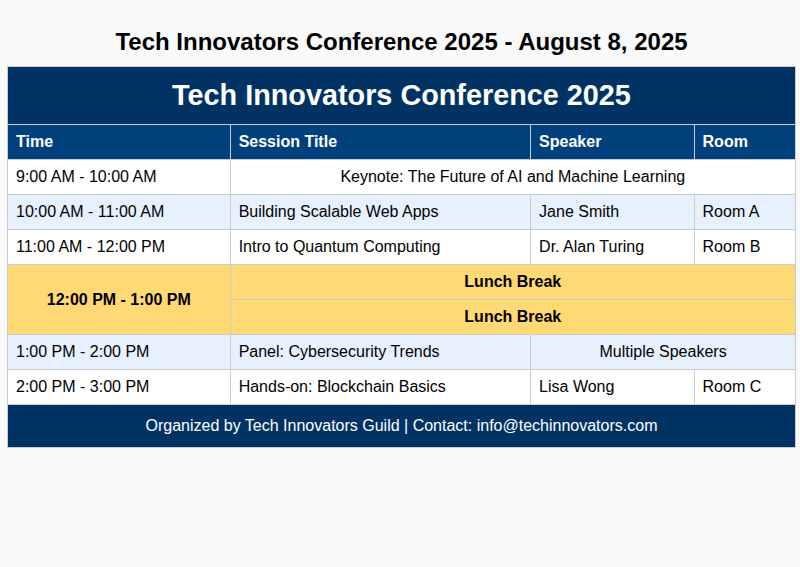 Tech Innovators Conference 2025 - August 8, 2025
Tech Innovators Conference 2025
Time Session Title Speaker Room
9:00 AM - 10:00 AM Keynote: The Future of AI and Machine Learning
10:00 AM - 11:00 AM Building Scalable Web Apps Jane Smith Room A
11:00 AM - 12:00 PM Intro to Quantum Computing Dr. Alan Turing Room B
12:00 PM - 1:00 PM Lunch Break
Lunch Break
1:00 PM - 2:00 PM Panel: Cybersecurity Trends Multiple Speakers
2:00 PM - 3:00 PM Hands-on: Blockchain Basics Lisa Wong Room C
Organized by Tech Innovators Guild | Contact: info@techinnovators.com